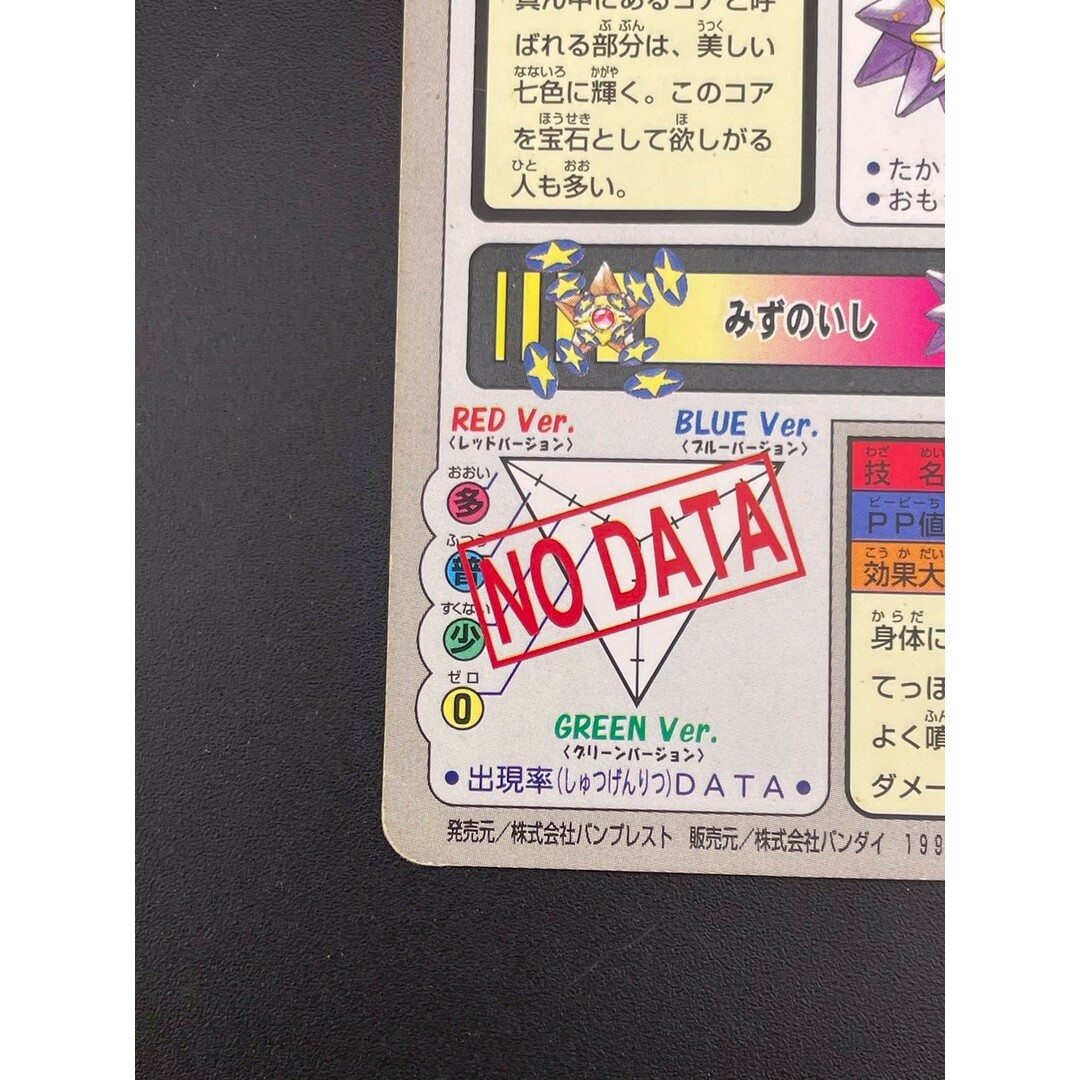 真ん中にあるコアと呼
ばれる部分は、美しい
七色に輝く。このコア
を宝石として欲しがる
人も多い。
●たか
●おも
みずのいし
RED Ver.
〈レッドバージョン〉
BLUE Ver.
〈ブルーバージョン〉
おおい
多
ふつう
普
すくない
少
ゼロ
0
NO DATA
GREEN Ver.
〈グリーンバージョン〉
●出現率(しゅつげんりつ)DATA●
技名
PP値
効果大
身体に
てっぽ
よく噴
ダメー
発売元/株式会社バンプレスト 販売元/株式会社バンダイ 199